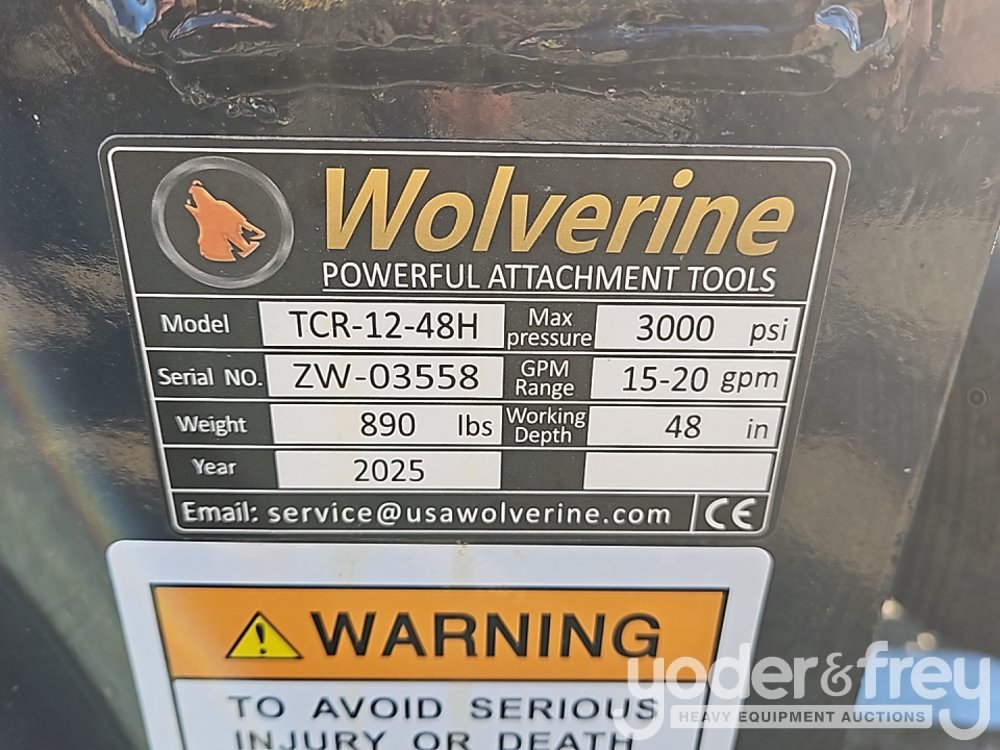 Wolverine
POWERFUL ATTACHMENT TOOLS
Model TCR-12-48H Max pressure 3000 psi
Serial NO. ZW-03558 GPM Range 15-20 gpm
Weight 890 lbs Working Depth 48 in
Year 2025
Email: service@usawolverine.com CE
WARNING
TO AVOID SERIOUS
INJURY OR DEATH
yoder&frey
HEAVY EQUIPMENT AUCTIONS